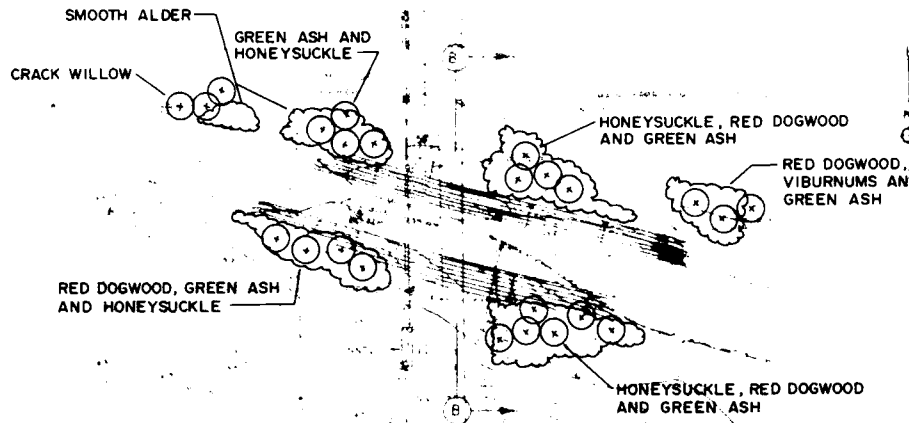 SMOOTH ALDER
GREEN ASH AND
HONEYSUCKLE
CRACK WILLOW
B
HONEYSUCKLE, RED DOGWOOD
AND GREEN ASH
RED DOGWOOD,
VIBURNUMS AN
GREEN ASH
RED DOGWOOD, GREEN ASH
AND HONEYSUCKLE
HONEYSUCKLE, RED DOGWOOD
AND GREEN ASH
B